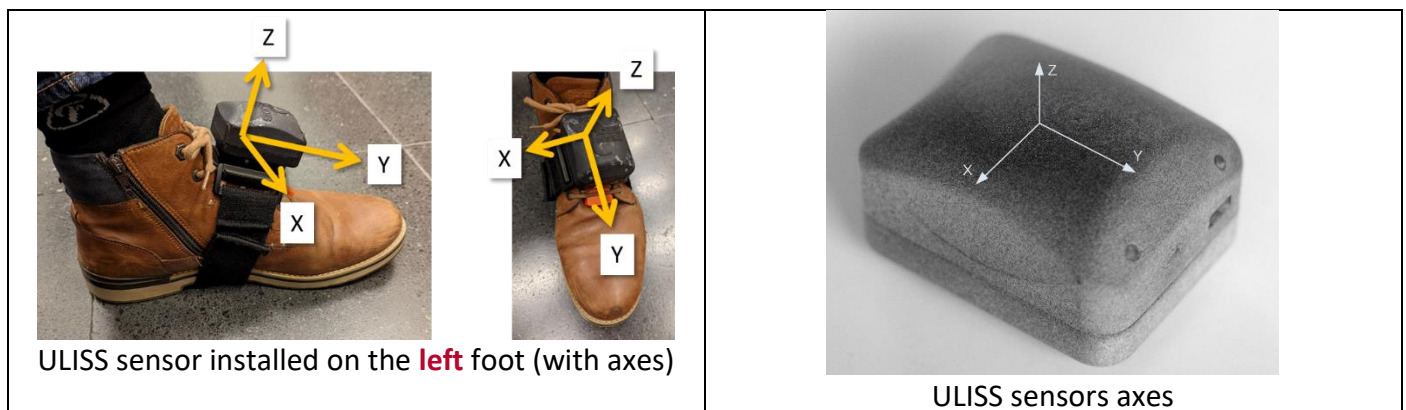 Z
Y
X
Z
X
Y
ULISS sensor installed on the left foot (with axes)
Z
X
Y
ULISS sensors axes